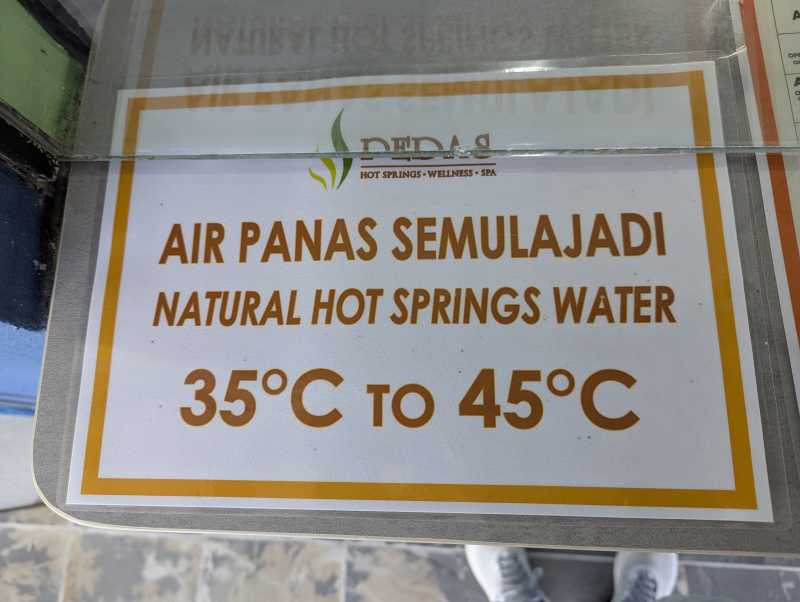 PEDAS
HOT SPRINGS • WELLNESS • SPA
AIR PANAS SEMULAJADI
NATURAL HOT SPRINGS WATER
35°C TO 45°C